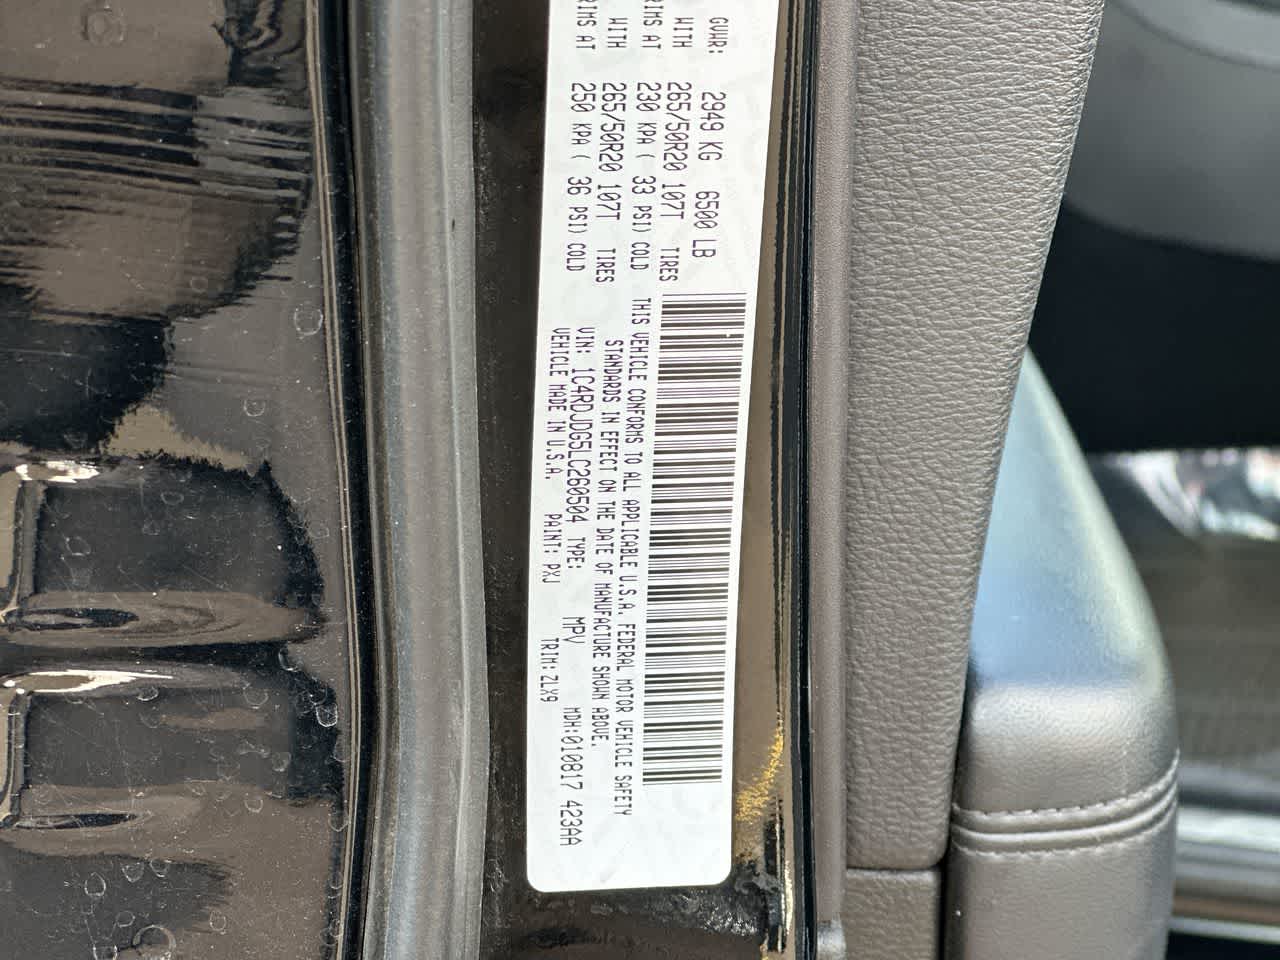 GVWR: 2949 KG 6500 LB
WITH 265/50R20 107T TIRES
RIMS AT 230 KPA ( 33 PSI) COLD
WITH 265/50R20 107T TIRES
RIMS AT 250 KPA ( 36 PSI) COLD
THIS VEHICLE CONFORMS TO ALL APPLICABLE U.S.A. FEDERAL MOTOR VEHICLE SAFETY
STANDARDS IN EFFECT ON THE DATE OF MANUFACTURE SHOWN ABOVE.
VIN: 1C4RDJDG5LC260504 TYPE: MPV MDH:010817 423AA
VEHICLE MADE IN U.S.A. PAINT: PXJ TRIM: ZLX9